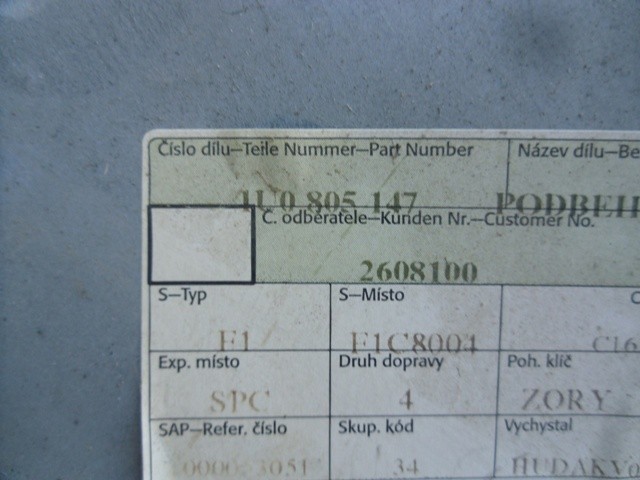 Číslo dílu–Teile Nummer–Part Number Název dílu–Be
1U0 805 147 PODBEH
Č. odběratele–Kunden Nr.–Customer No.
2608100
S–Typ S–Místo C
F1 F1C8004 C16
Exp. místo Druh dopravy Poh. klíč
SPC 4 ZORY
SAP–Refer. číslo Skup. kód Vychystal
34